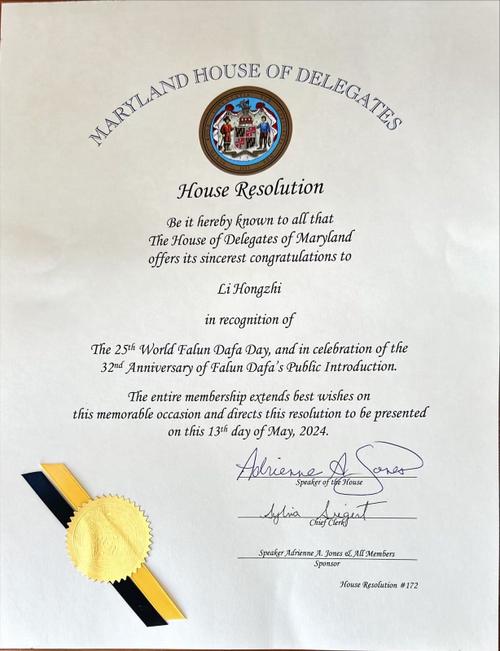 MARYLAND HOUSE OF DELEGATES
House Resolution
Be it hereby known to all that
The House of Delegates of Maryland
offers its sincerest congratulations to
Li Hongzhi
in recognition of
The 25th World Falun Dafa Day, and in celebration of the
32nd Anniversary of Falun Dafa's Public Introduction.
The entire membership extends best wishes on
this memorable occasion and directs this resolution to be presented
on this 13th day of May, 2024.
Adrienne A. Jones
Speaker of the House
Sylvia Siegert
Chief Clerk
Speaker Adrienne A. Jones & All Members
Sponsor
House Resolution #172